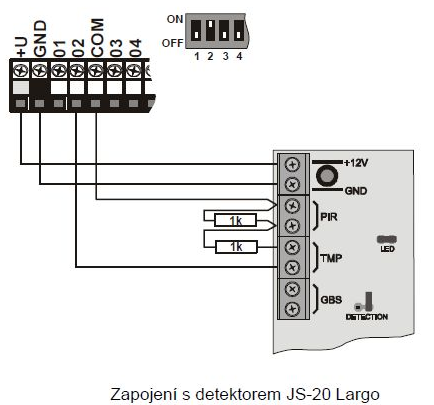 +U GND 01 02 COM 03 04
ON
OFF
1 2 3 4
+12V
GND
1k
PIR
1k
TMP
LED
GBS
DETECTION
Zapojení s detektorem JS-20 Largo